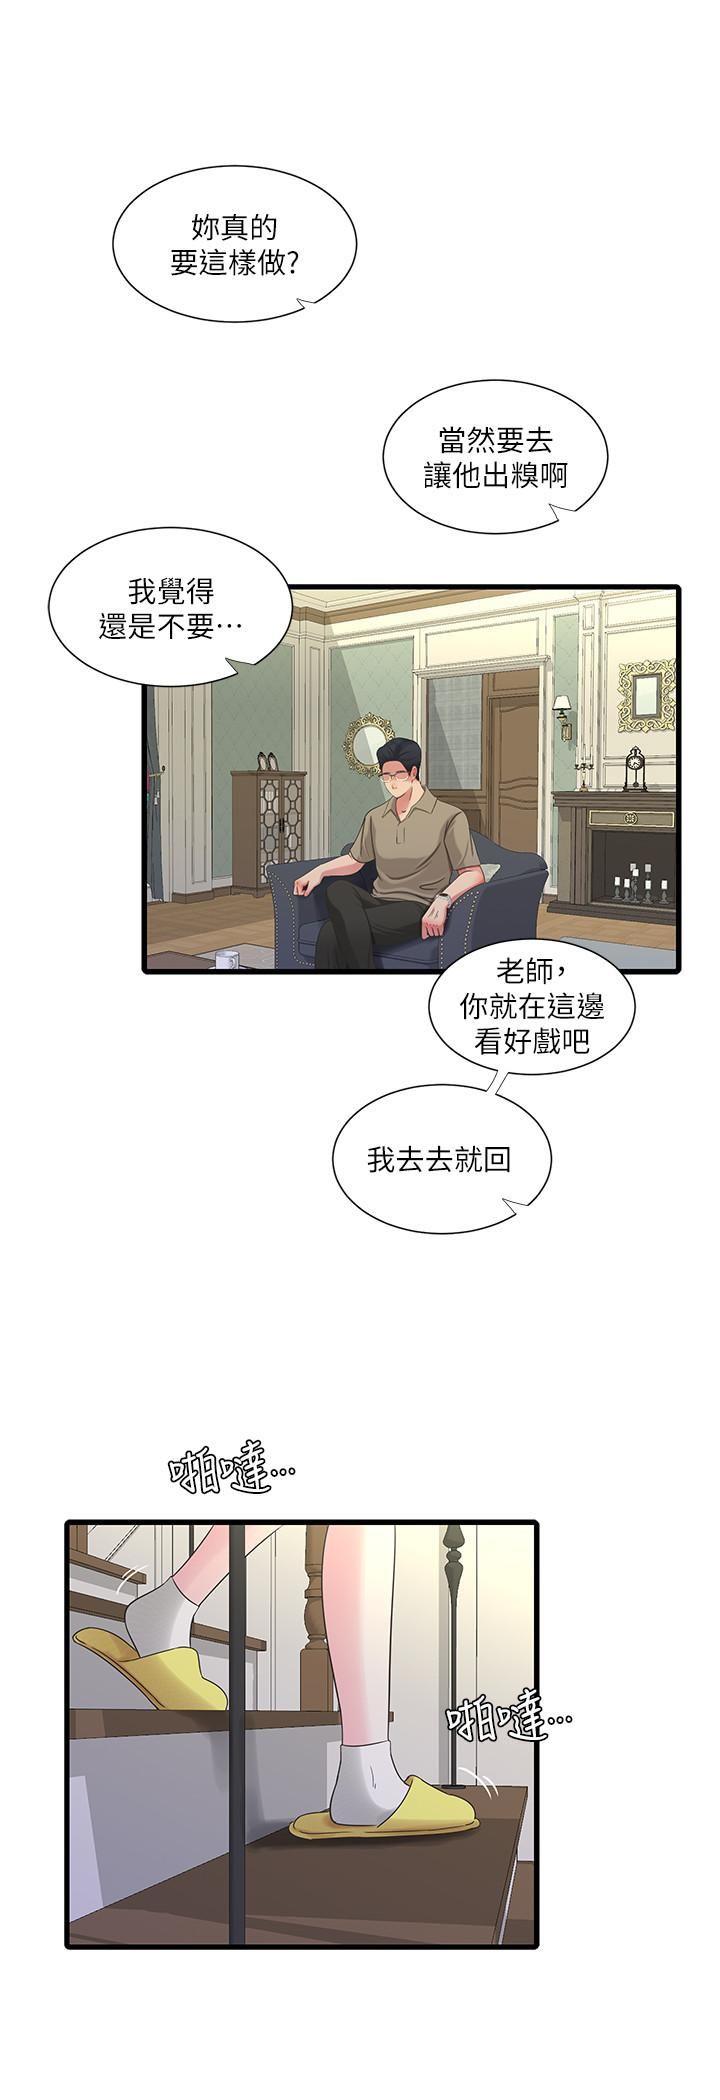 妳真的
要這樣做?
當然要去
讓他出糗啊
我覺得
還是不要…
老師，
你就在這邊
看好戲吧
我去去就回
啪噠…
啪噠…